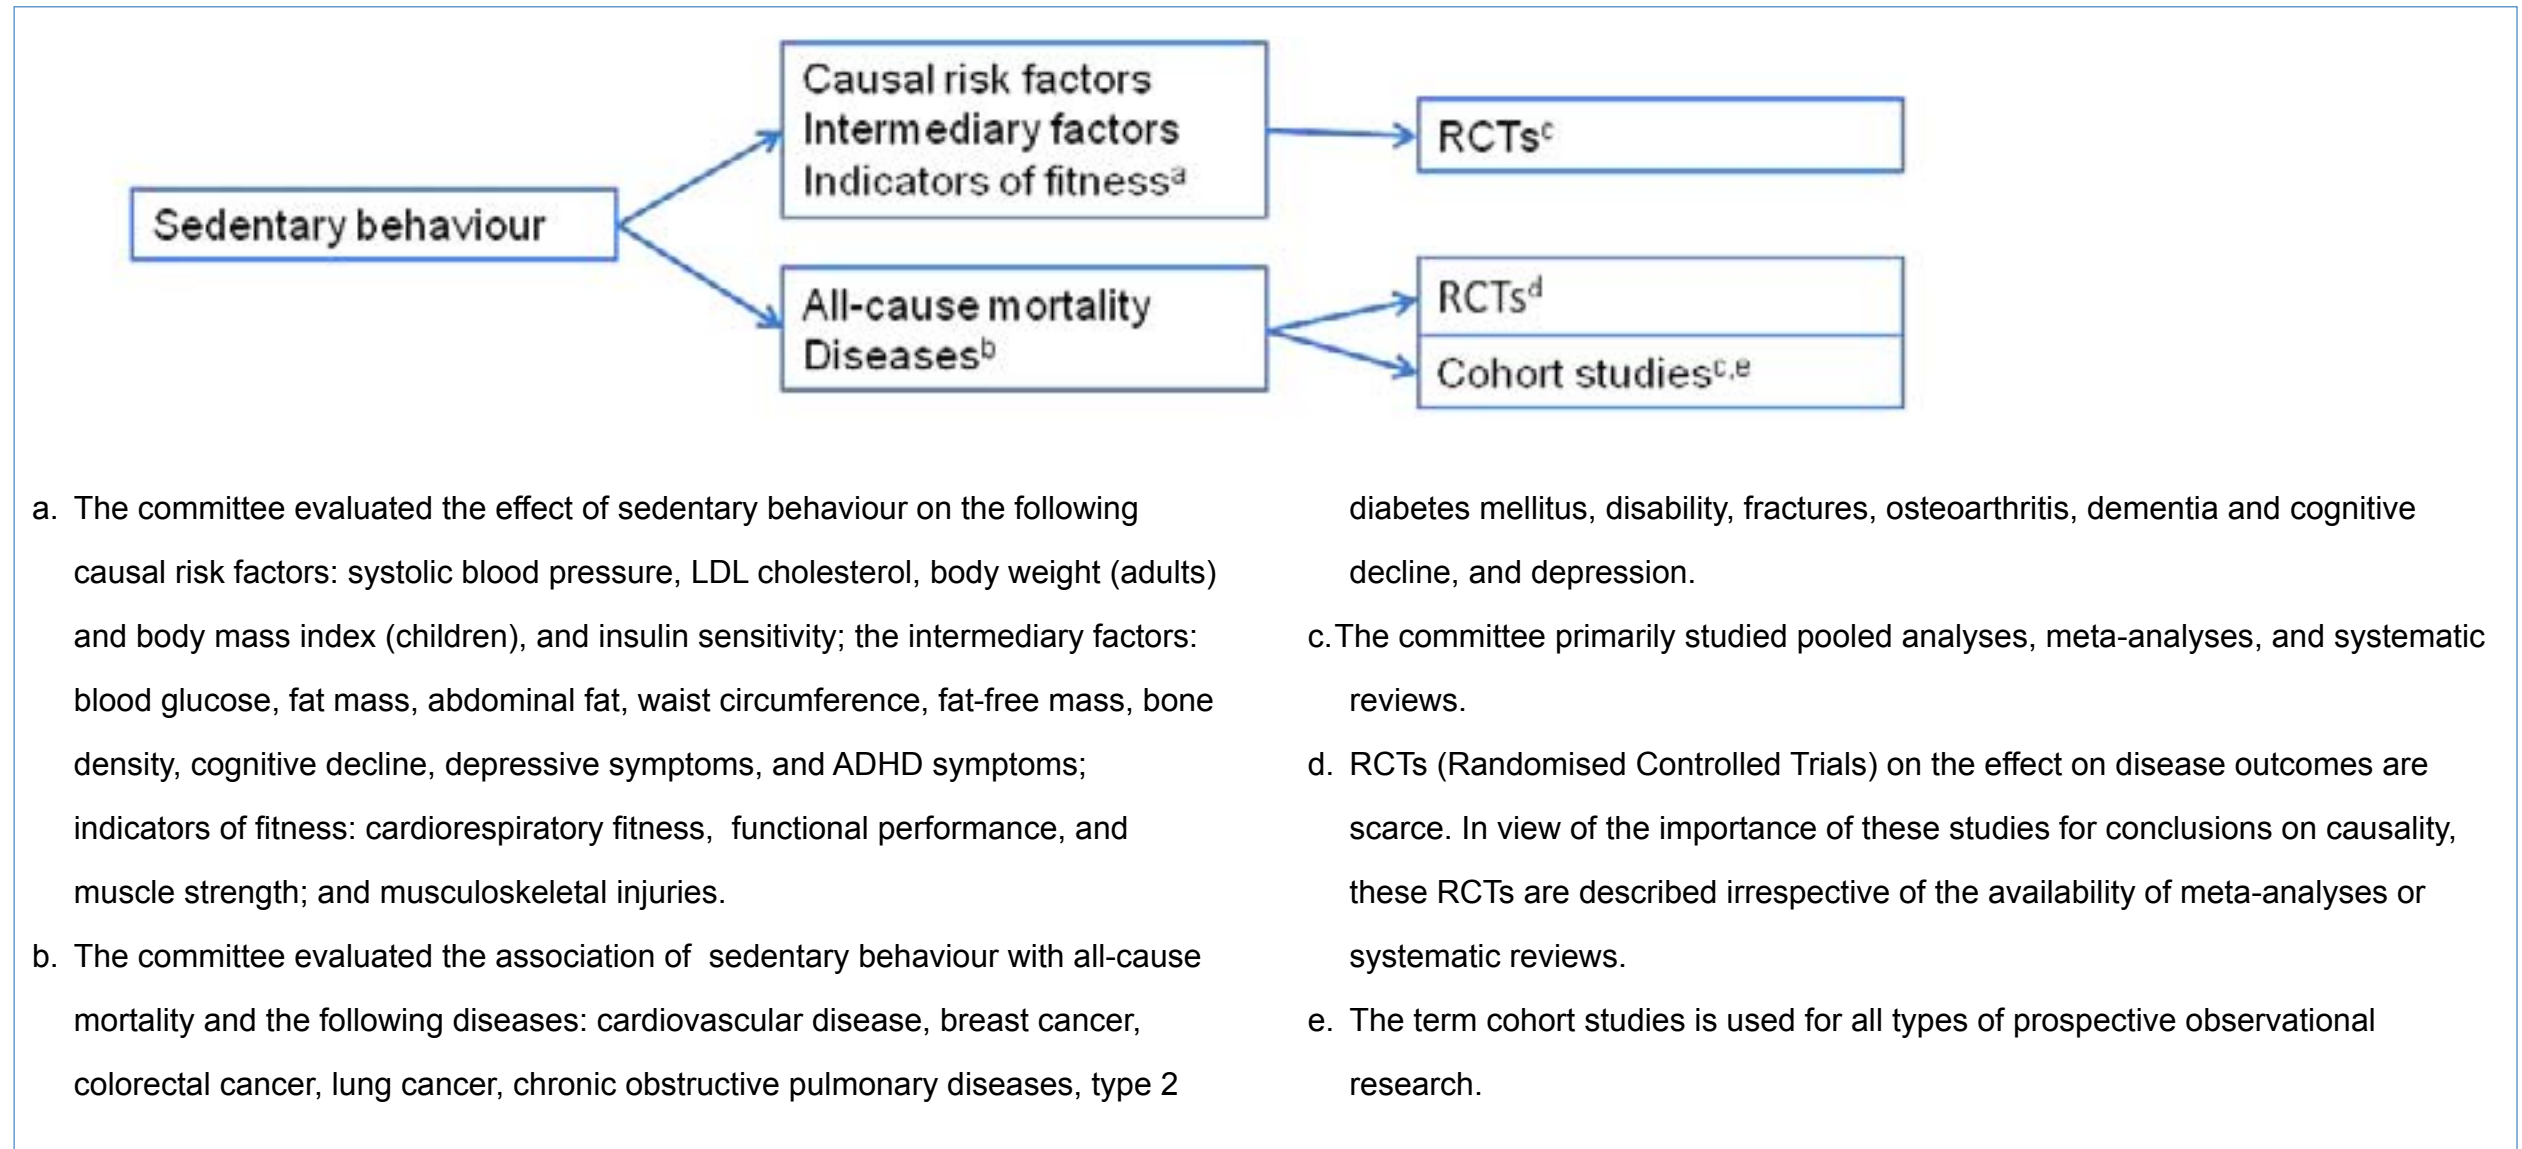 Sedentary behaviour
Causal risk factors
Intermediary factors
Indicators of fitnessᵃ
RCTsᶜ
All-cause mortality
Diseasesᵇ
RCTsᵈ
Cohort studiesᶜ,ᵉ
a. The committee evaluated the effect of sedentary behaviour on the following
causal risk factors: systolic blood pressure, LDL cholesterol, body weight (adults)
and body mass index (children), and insulin sensitivity; the intermediary factors:
blood glucose, fat mass, abdominal fat, waist circumference, fat-free mass, bone
density, cognitive decline, depressive symptoms, and ADHD symptoms;
indicators of fitness: cardiorespiratory fitness, functional performance, and
muscle strength; and musculoskeletal injuries.
b. The committee evaluated the association of sedentary behaviour with all-cause
mortality and the following diseases: cardiovascular disease, breast cancer,
colorectal cancer, lung cancer, chronic obstructive pulmonary diseases, type 2
diabetes mellitus, disability, fractures, osteoarthritis, dementia and cognitive
decline, and depression.
c. The committee primarily studied pooled analyses, meta-analyses, and systematic
reviews.
d. RCTs (Randomised Controlled Trials) on the effect on disease outcomes are
scarce. In view of the importance of these studies for conclusions on causality,
these RCTs are described irrespective of the availability of meta-analyses or
systematic reviews.
e. The term cohort studies is used for all types of prospective observational
research.